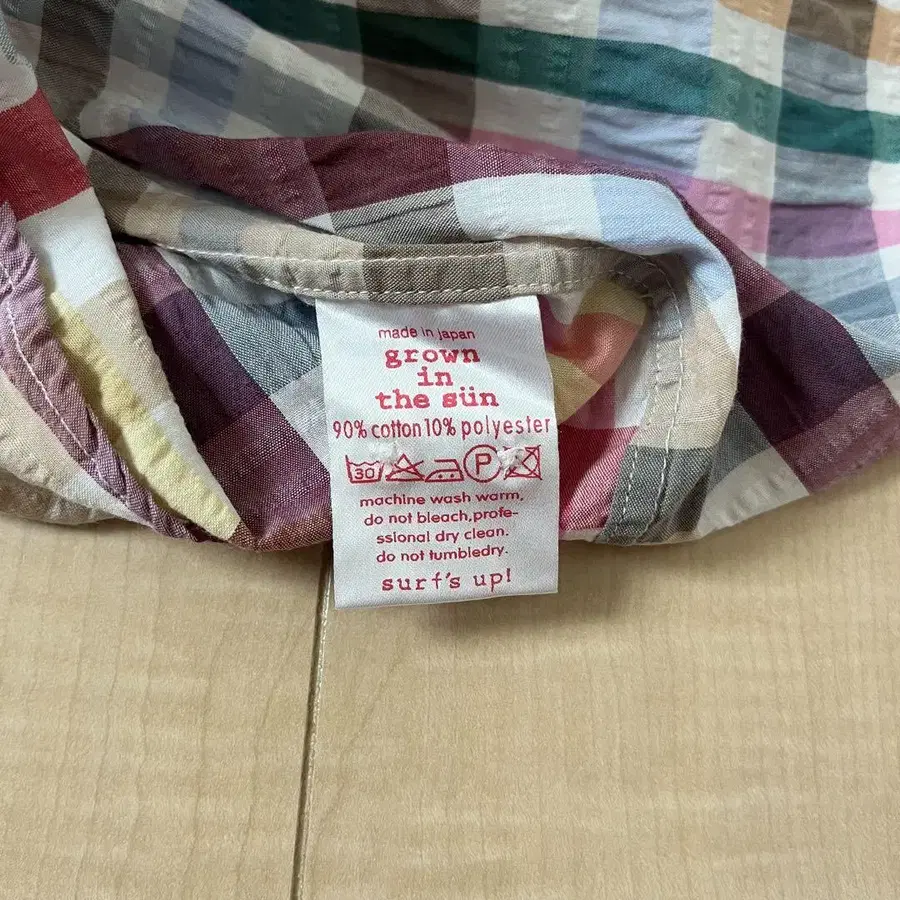 made in japan
grown
in
the sün
90% cotton 10% polyester
30 P
machine wash warm,
do not bleach,profe-
ssional dry clean.
do not tumbledry.
surf's up!